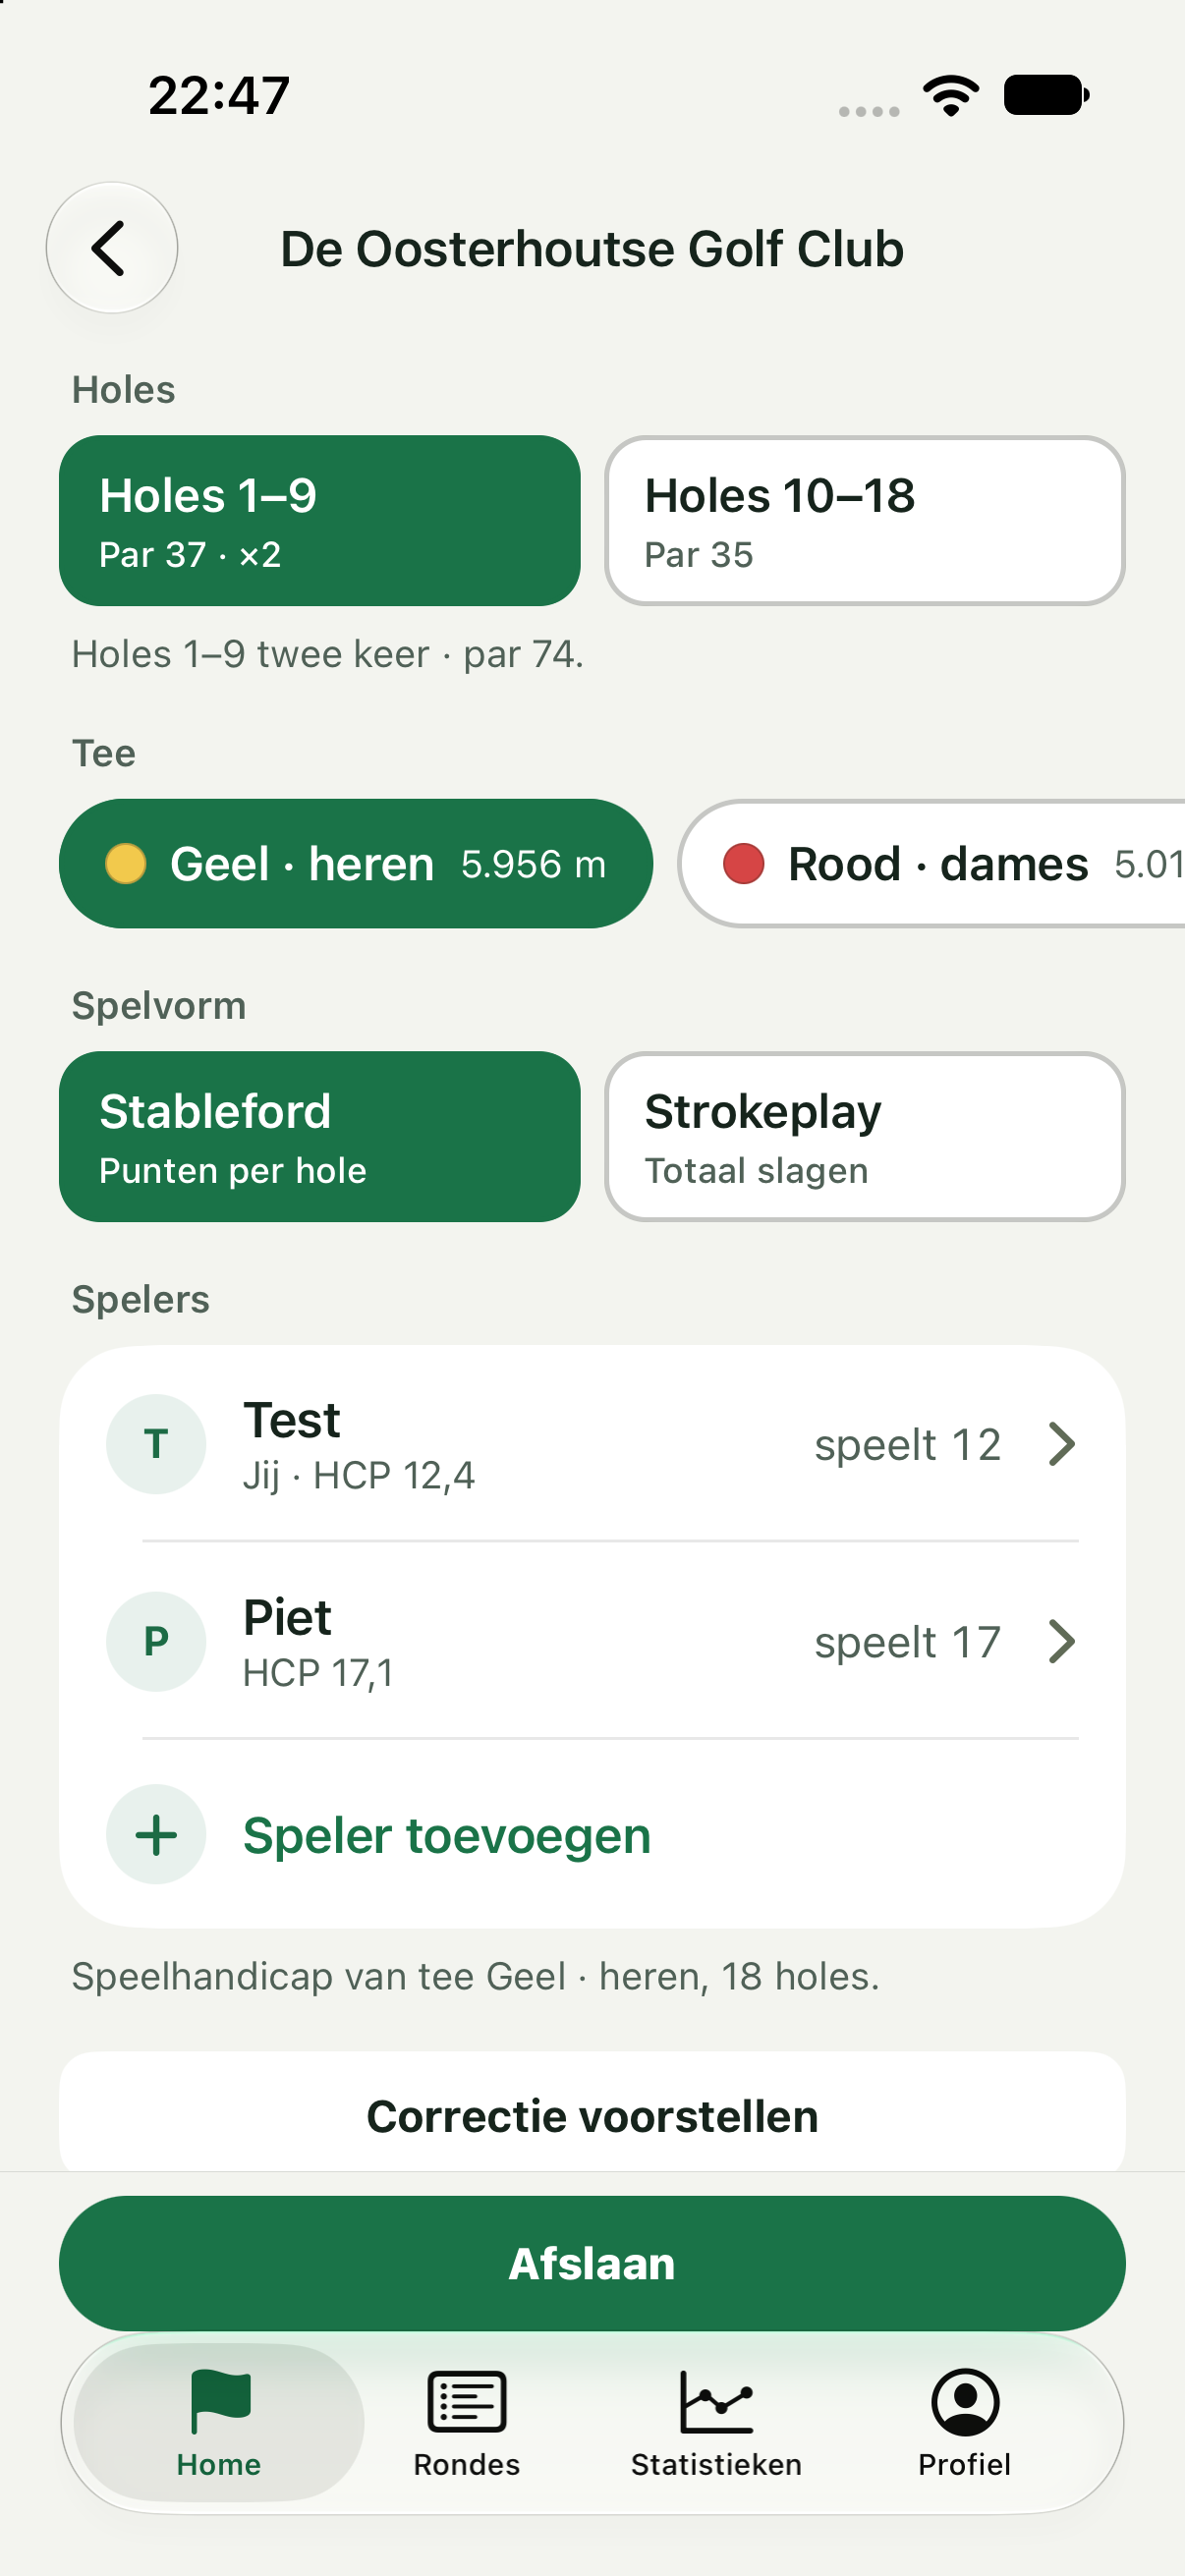 22:47
De Oosterhoutse Golf Club
Holes
Holes 1–9
Par 37 · ×2
Holes 10–18
Par 35
Holes 1–9 twee keer · par 74.
Tee
Geel · heren 5.956 m
Rood · dames 5.01
Spelvorm
Stableford
Punten per hole
Strokeplay
Totaal slagen
Spelers
T
Test
Jij · HCP 12,4
speelt 12
P
Piet
HCP 17,1
speelt 17
Speler toevoegen
Speelhandicap van tee Geel · heren, 18 holes.
Correctie voorstellen
Afslaan
Home
Rondes
Statistieken
Profiel